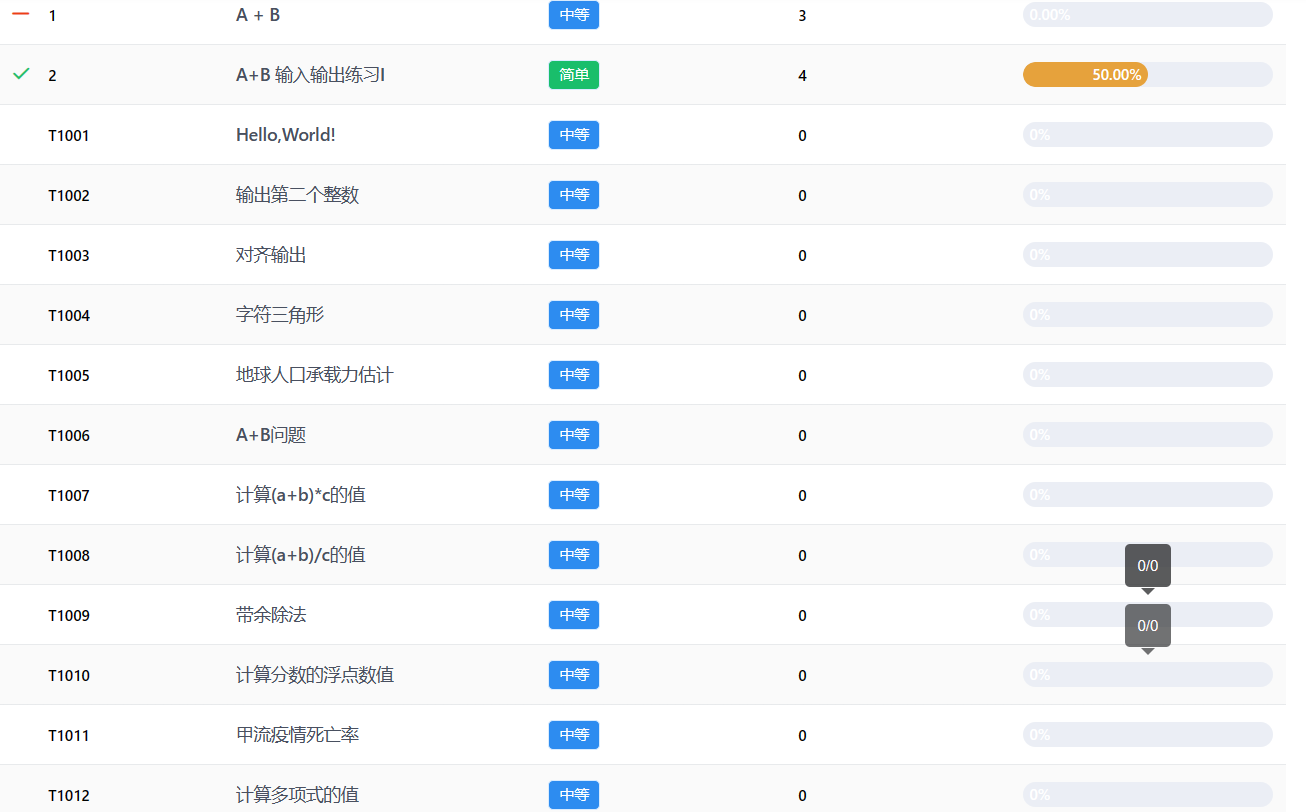 1 A + B 中等 3 0.00%
2 A+B 输入输出练习I 简单 4 50.00%
T1001 Hello,World! 中等 0 0%
T1002 输出第二个整数 中等 0 0%
T1003 对齐输出 中等 0 0%
T1004 字符三角形 中等 0 0%
T1005 地球人口承载力估计 中等 0 0%
T1006 A+B问题 中等 0 0%
T1007 计算(a+b)*c的值 中等 0 0%
T1008 计算(a+b)/c的值 中等 0 0%
0/0
T1009 带余除法 中等 0 0%
0/0
T1010 计算分数的浮点数值 中等 0 0%
T1011 甲流疫情死亡率 中等 0 0%
T1012 计算多项式的值 中等 0 0%